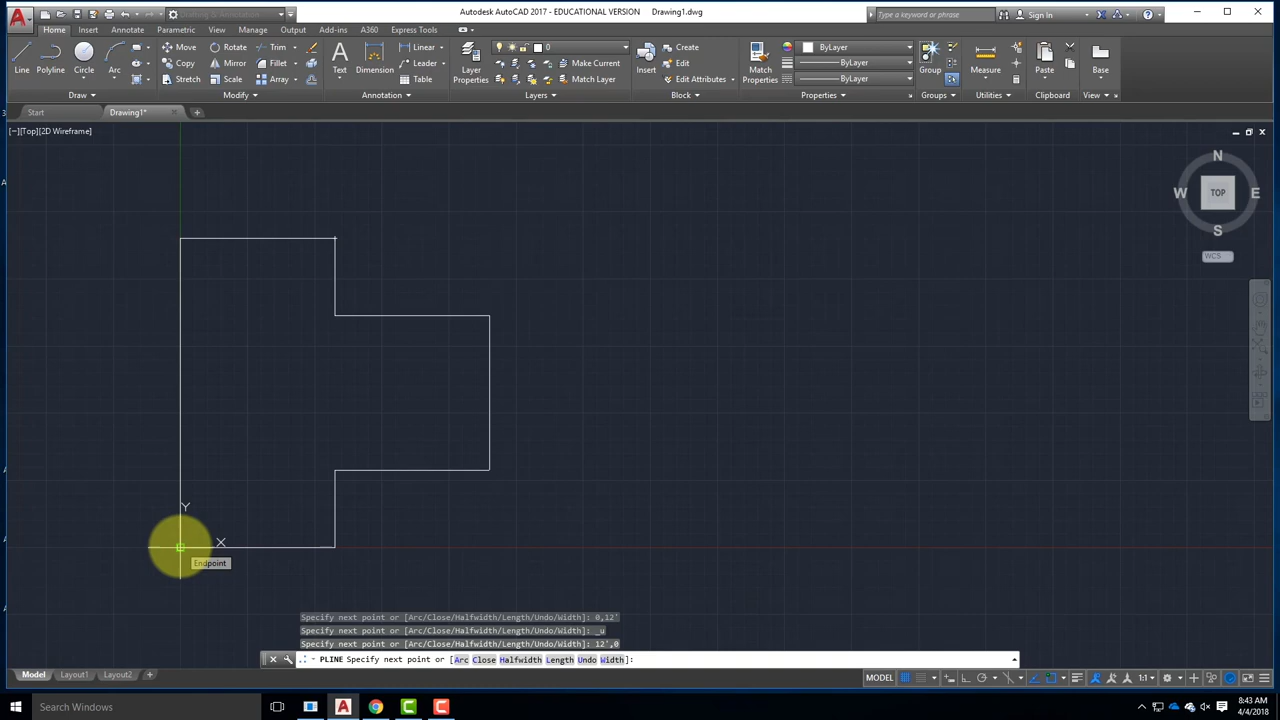 Autodesk AutoCAD 2017 - EDUCATIONAL VERSION Drawing1.dwg
Drafting & Annotation
Type a keyword or phrase
Sign In
Home Insert Annotate Parametric View Manage Output Add-ins A360 Express Tools
Line Polyline Circle Arc
Move Rotate Trim
Copy Mirror Fillet
Stretch Scale Array
Text Dimension
Linear
Leader
Table
Layer Properties
0
Make Current
Match Layer
Insert
Create
Edit
Edit Attributes
Match Properties
ByLayer
ByLayer
ByLayer
Group
Measure
Paste
Base
Draw Modify Annotation Layers Block Properties Groups Utilities Clipboard View
Start Drawing1*
[−][Top][2D Wireframe]
N
W TOP E
S
WCS
Y
X
Endpoint
Specify next point or [Arc/Close/Halfwidth/Length/Undo/Width]: 0,12'
Specify next point or [Arc/Close/Halfwidth/Length/Undo/Width]: _u
Specify next point or [Arc/Close/Halfwidth/Length/Undo/Width]: 12',0
PLINE Specify next point or [Arc Close Halfwidth Length Undo Width]:
Model Layout1 Layout2
MODEL
1:1
Search Windows
8:43 AM
4/4/2018